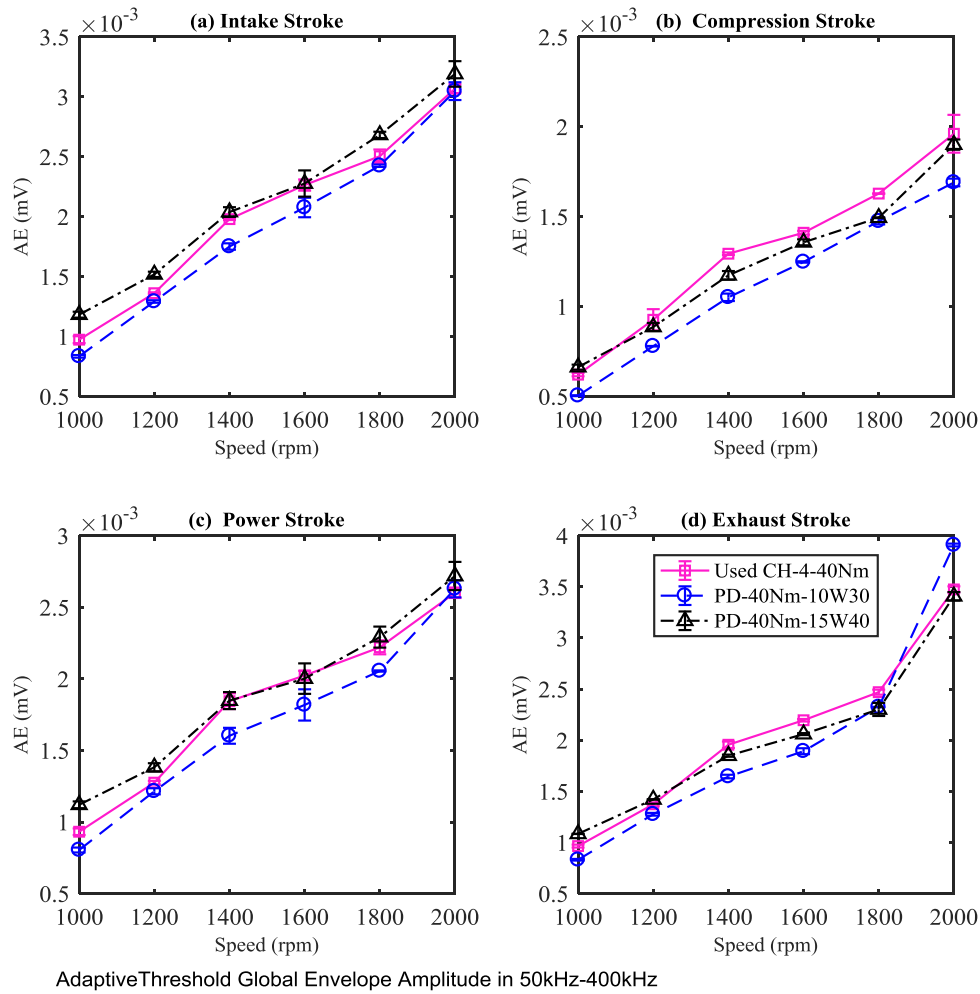 (a) Intake Stroke
×10⁻³
3.5
3
2.5
2
1.5
1
0.5
AE (mV)
1000 1200 1400 1600 1800 2000
Speed (rpm)
(b) Compression Stroke
×10⁻³
2.5
2
1.5
1
0.5
AE (mV)
1000 1200 1400 1600 1800 2000
Speed (rpm)
(c) Power Stroke
×10⁻³
3
2.5
2
1.5
1
0.5
AE (mV)
1000 1200 1400 1600 1800 2000
Speed (rpm)
(d) Exhaust Stroke
×10⁻³
4
3.5
3
2.5
2
1.5
1
0.5
AE (mV)
Used CH-4-40Nm
PD-40Nm-10W30
PD-40Nm-15W40
1000 1200 1400 1600 1800 2000
Speed (rpm)
AdaptiveThreshold Global Envelope Amplitude in 50kHz-400kHz